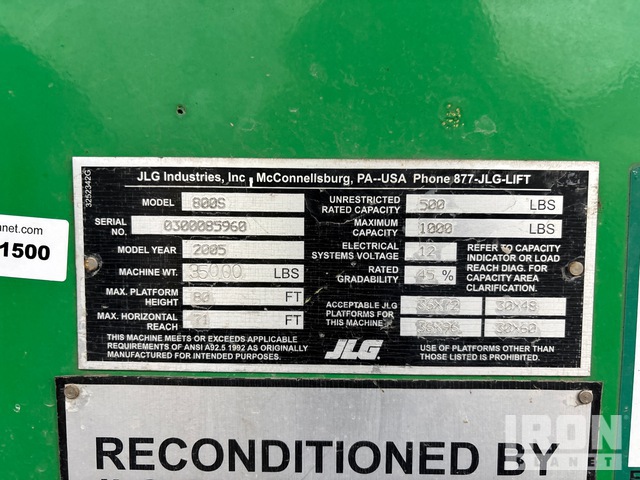 JLG Industries, Inc., McConnellsburg, PA--USA Phone 877-JLG-LIFT
3252342G
MODEL 800S
SERIAL NO. 0300085960
MODEL YEAR 2005
MACHINE WT. LBS
MAX. PLATFORM HEIGHT 80 FT
MAX. HORIZONTAL REACH 71 FT
THIS MACHINE MEETS OR EXCEEDS APPLICABLE
REQUIREMENTS OF ANSI A92.5 1992 AS ORIGINALLY
MANUFACTURED FOR INTENDED PURPOSES.
UNRESTRICTED RATED CAPACITY 500 LBS
MAXIMUM CAPACITY 1000 LBS
ELECTRICAL SYSTEMS VOLTAGE 12
RATED GRADABILITY 45 %
REFER TO CAPACITY
INDICATOR OR LOAD
REACH DIAG. FOR
CAPACITY AREA
CLARIFICATION.
ACCEPTABLE JLG
PLATFORMS FOR
THIS MACHINE
36X72 30X48
36X96 30X60
JLG
USE OF PLATFORMS OTHER THAN
THOSE LISTED IS PROHIBITED.
net.com
1500
RECONDITIONED BY
IRON
PLANET